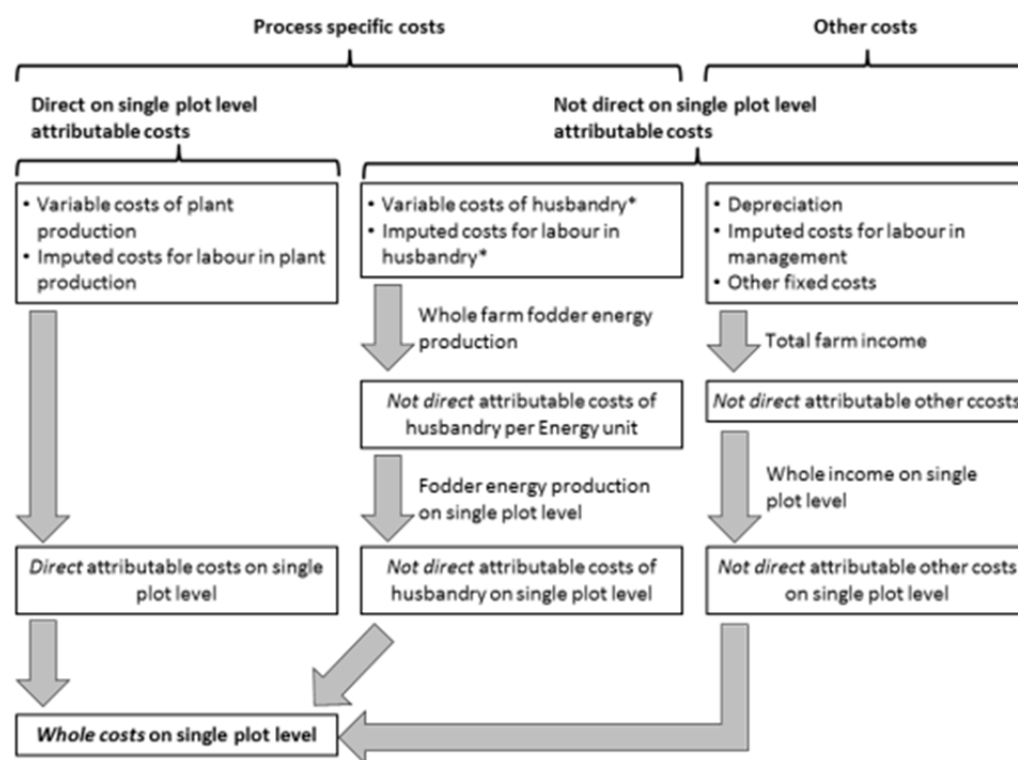 Process specific costs
Other costs
Direct on single plot level
attributable costs
Not direct on single plot level
attributable costs
• Variable costs of plant
production
• Imputed costs for labour in plant
production
• Variable costs of husbandry*
• Imputed costs for labour in
husbandry*
• Depreciation
• Imputed costs for labour in
management
• Other fixed costs
Whole farm fodder energy
production
Total farm income
Not direct attributable costs of
husbandry per Energy unit
Not direct attributable other ccosts
Fodder energy production
on single plot level
Whole income on single
plot level
Direct attributable costs on single
plot level
Not direct attributable costs of
husbandry on single plot level
Not direct attributable other costs
on single plot level
Whole costs on single plot level